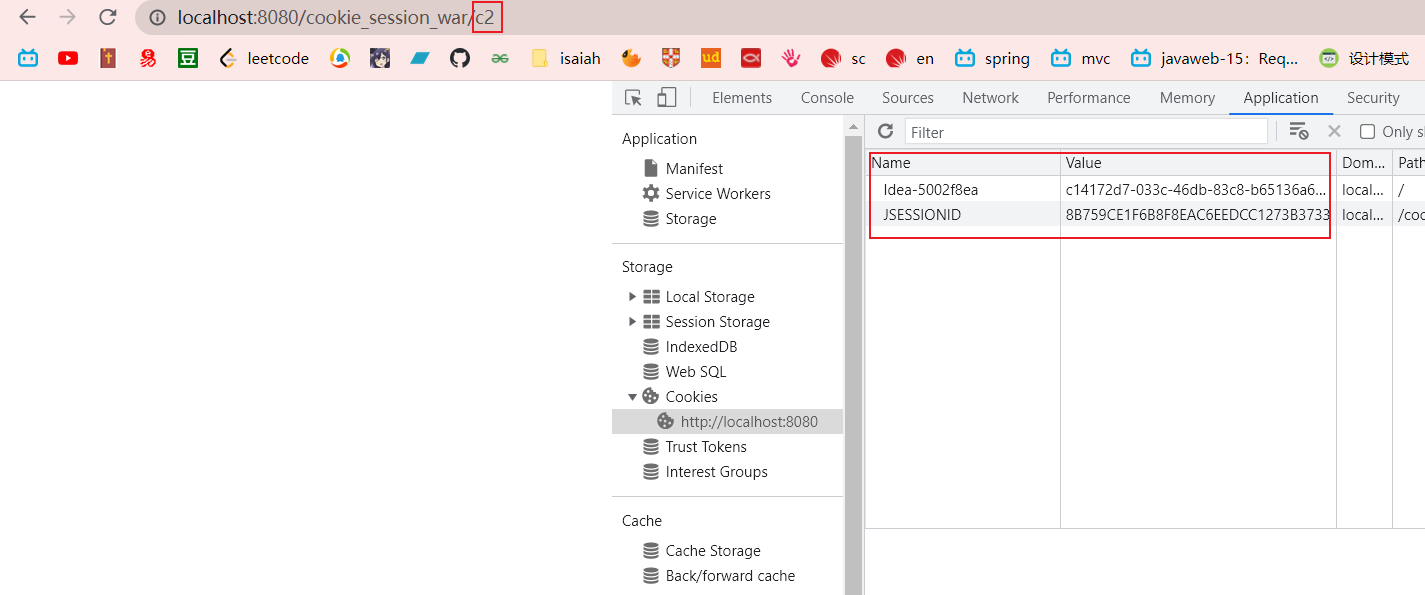 localhost:8080/cookie_session_war/c2
leetcode isaiah ud sc en spring mvc javaweb-15：Req... 设计模式
Elements Console Sources Network Performance Memory Application Security
Filter Only s
Application
Manifest
Service Workers
Storage
Storage
Local Storage
Session Storage
IndexedDB
Web SQL
Cookies
http://localhost:8080
Trust Tokens
Interest Groups
Cache
Cache Storage
Back/forward cache
Name Value Dom... Path
Idea-5002f8ea c14172d7-033c-46db-83c8-b65136a6... local... /
JSESSIONID 8B759CE1F6B8F8EAC6EEDCC1273B3733 local... /coo